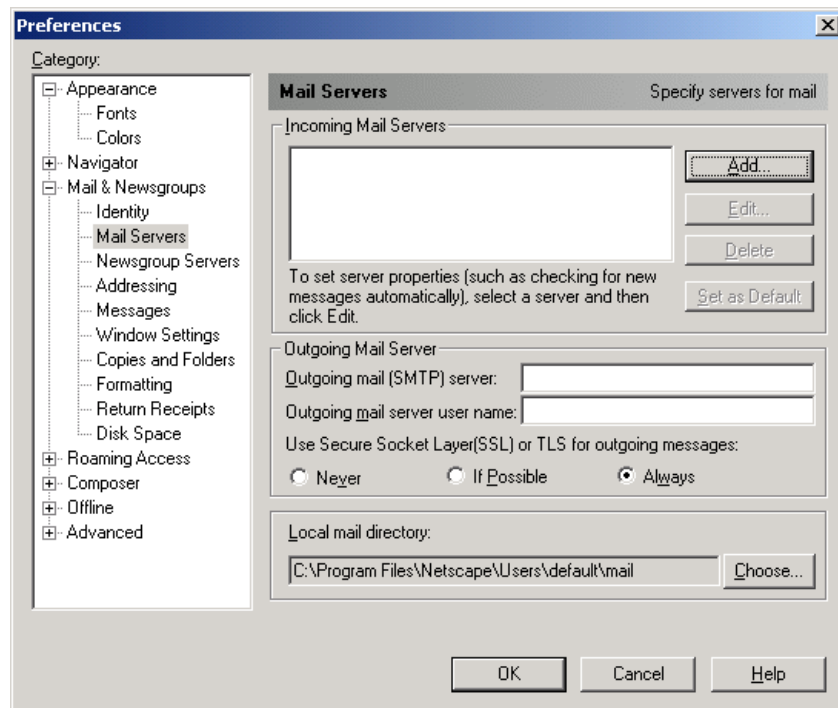 Preferences
Category:
Appearance
Fonts
Colors
Navigator
Mail & Newsgroups
Identity
Mail Servers
Newsgroup Servers
Addressing
Messages
Window Settings
Copies and Folders
Formatting
Return Receipts
Disk Space
Roaming Access
Composer
Offline
Advanced
Mail Servers Specify servers for mail
Incoming Mail Servers
Add...
Edit...
Delete
Set as Default
To set server properties (such as checking for new
messages automatically), select a server and then
click Edit.
Outgoing Mail Server
Outgoing mail (SMTP) server:
Outgoing mail server user name:
Use Secure Socket Layer(SSL) or TLS for outgoing messages:
Never If Possible Always
Local mail directory:
C:\Program Files\Netscape\Users\default\mail Choose...
OK Cancel Help